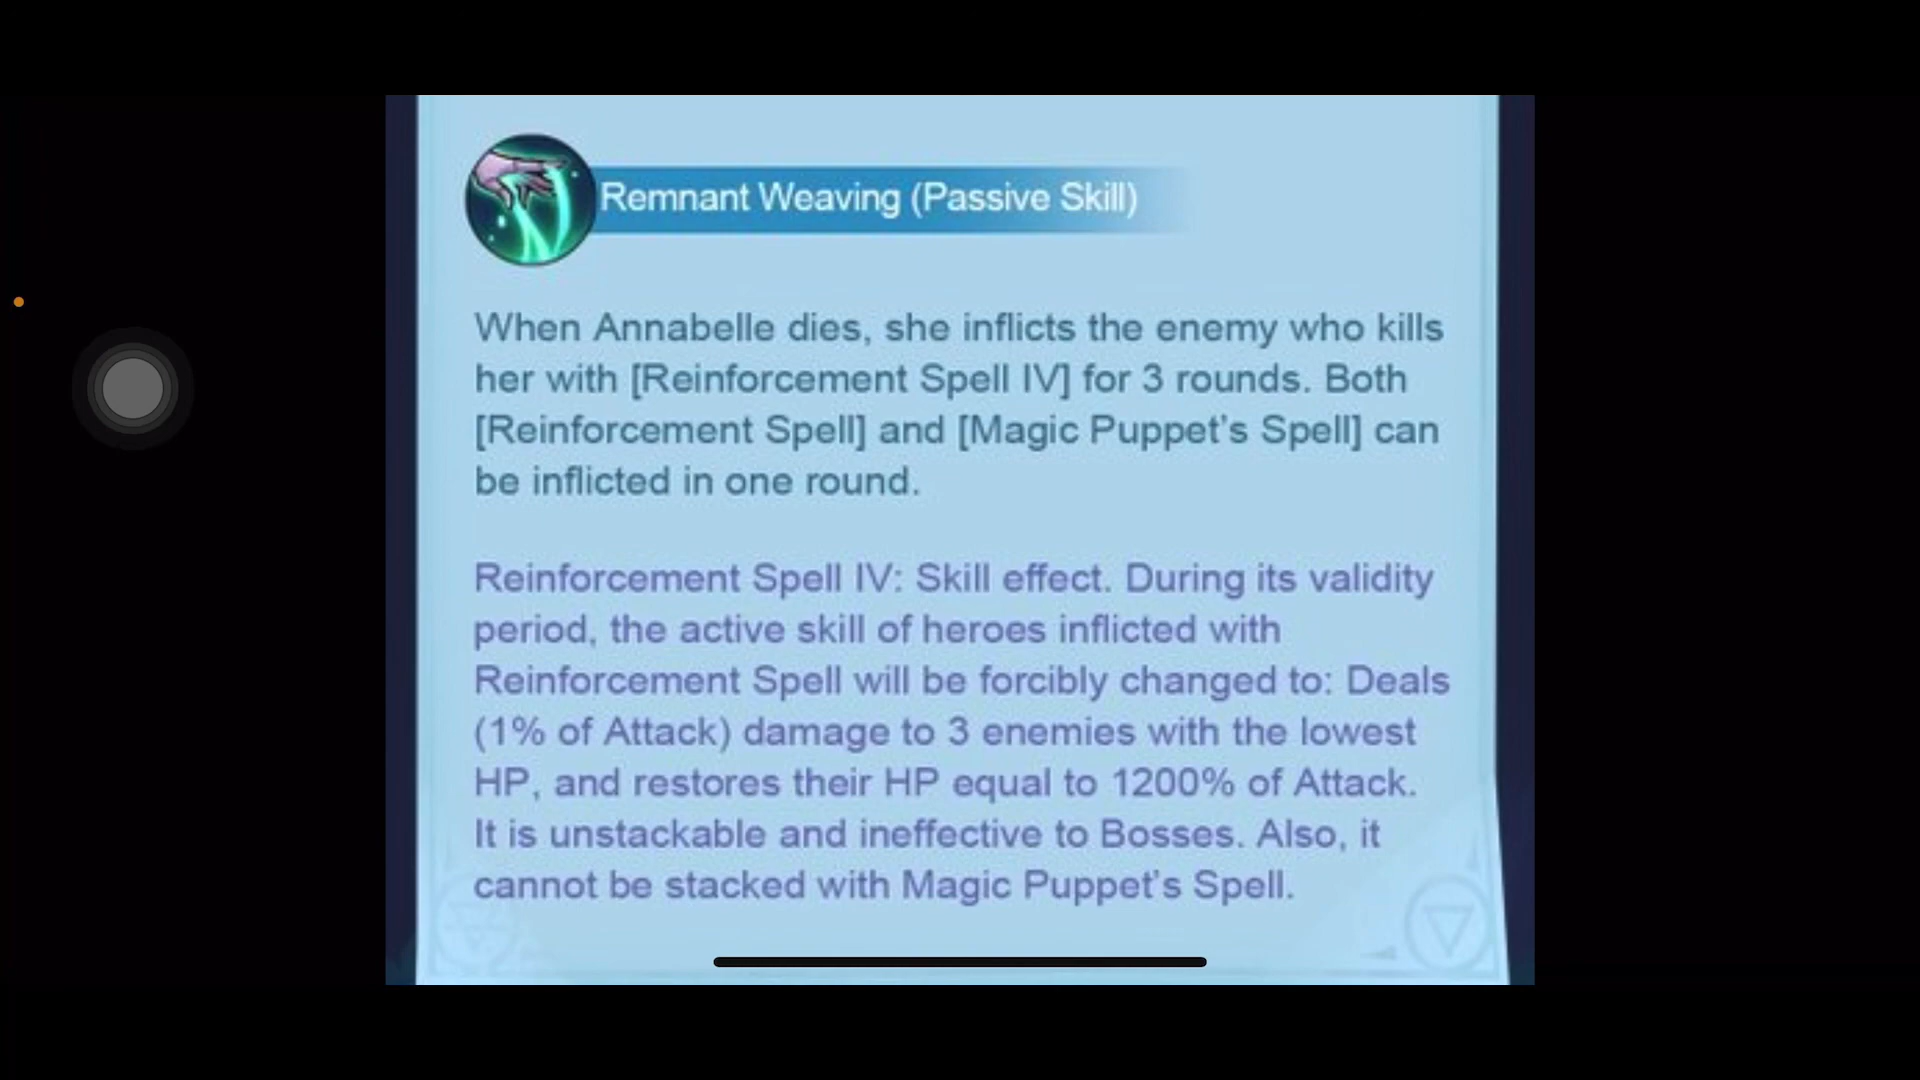 Remnant Weaving (Passive Skill)
When Annabelle dies, she inflicts the enemy who kills
her with [Reinforcement Spell IV] for 3 rounds. Both
[Reinforcement Spell] and [Magic Puppet's Spell] can
be inflicted in one round.
Reinforcement Spell IV: Skill effect. During its validity
period, the active skill of heroes inflicted with
Reinforcement Spell will be forcibly changed to: Deals
(1% of Attack) damage to 3 enemies with the lowest
HP, and restores their HP equal to 1200% of Attack.
It is unstackable and ineffective to Bosses. Also, it
cannot be stacked with Magic Puppet's Spell.